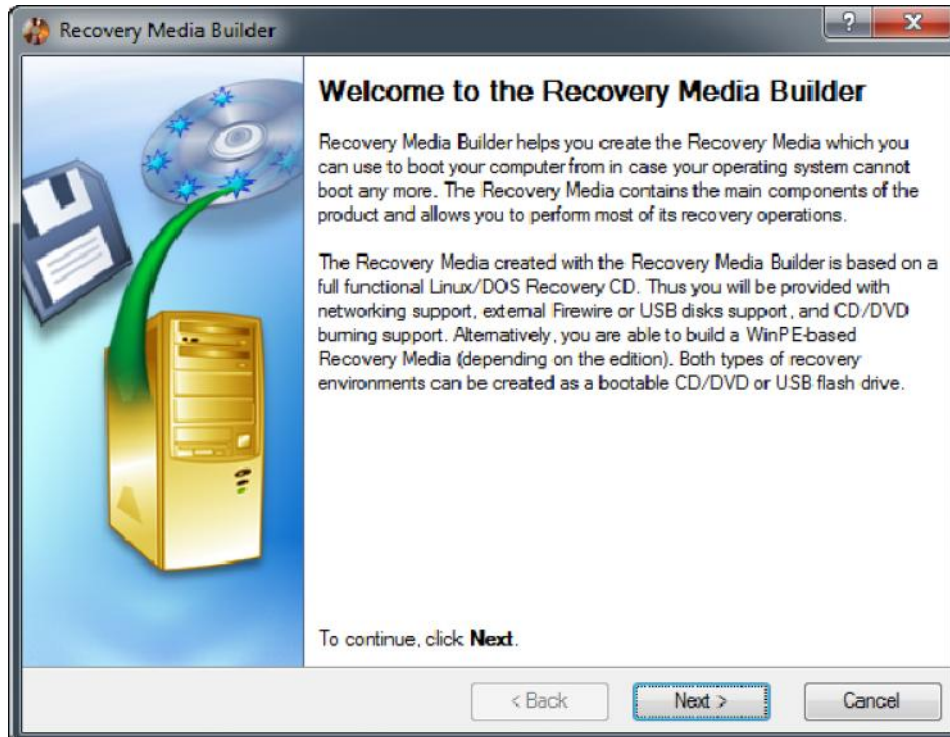 Recovery Media Builder
?
X
Welcome to the Recovery Media Builder
Recovery Media Builder helps you create the Recovery Media which you
can use to boot your computer from in case your operating system cannot
boot any more. The Recovery Media contains the main components of the
product and allows you to perform most of its recovery operations.
The Recovery Media created with the Recovery Media Builder is based on a
full functional Linux/DOS Recovery CD. Thus you will be provided with
networking support, external Firewire or USB disks support, and CD/DVD
burning support. Alternatively, you are able to build a WinPE-based
Recovery Media (depending on the edition). Both types of recovery
environments can be created as a bootable CD/DVD or USB flash drive.
To continue, click Next.
< Back
Next >
Cancel